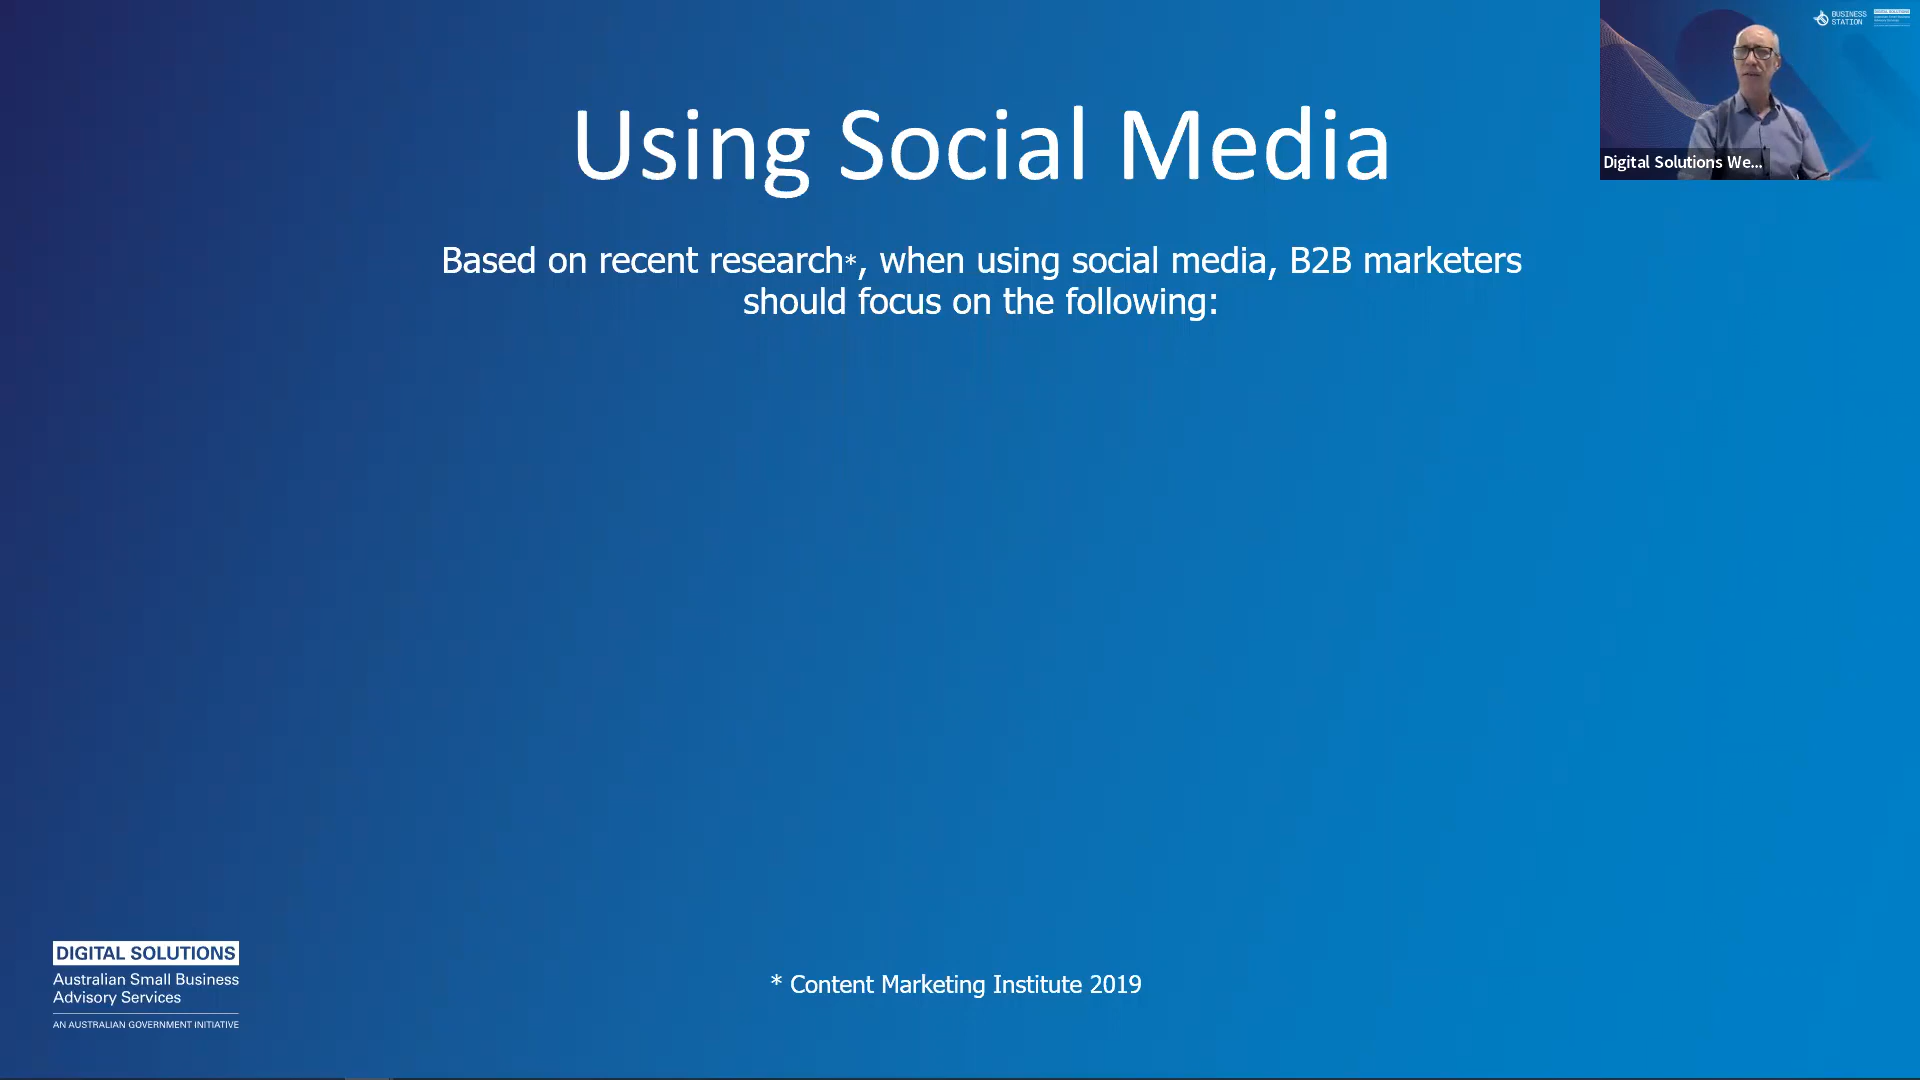 BUSINESS
STATION
DIGITAL SOLUTIONS
Using Social Media
Digital Solutions We...
Based on recent research*, when using social media, B2B marketers
should focus on the following:
DIGITAL SOLUTIONS
Australian Small Business
Advisory Services
AN AUSTRALIAN GOVERNMENT INITIATIVE
* Content Marketing Institute 2019